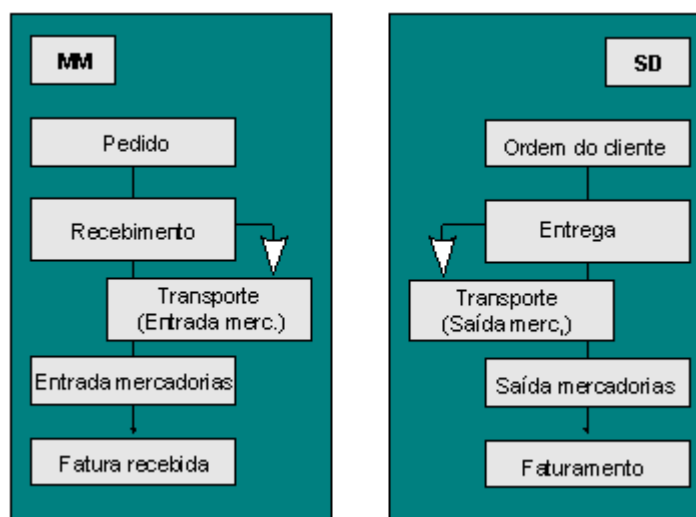 MM
Pedido
Recebimento
Transporte
(Entrada merc.)
Entrada mercadorias
Fatura recebida
SD
Ordem do cliente
Entrega
Transporte
(Saída merc,)
Saída mercadorias
Faturamento